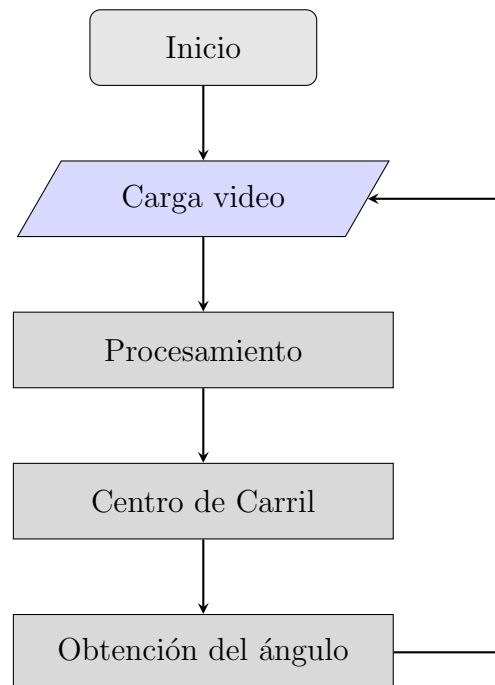 Inicio
Carga video
Procesamiento
Centro de Carril
Obtención del ángulo